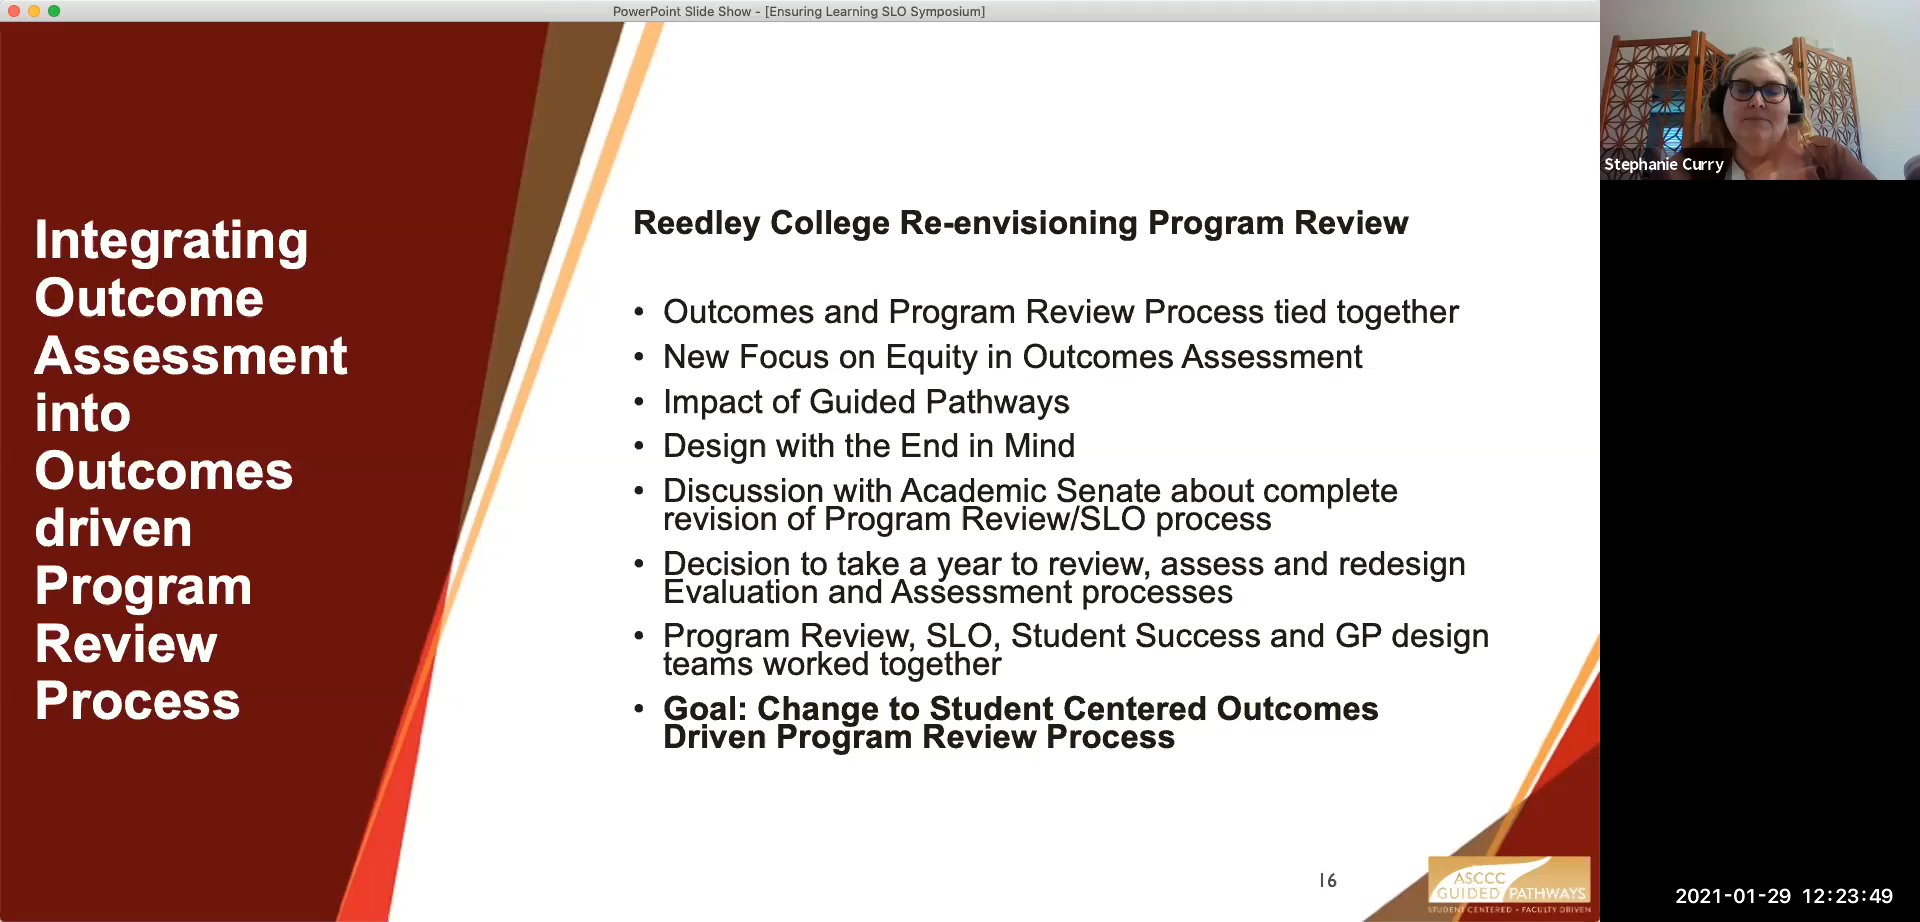 PowerPoint Slide Show - [Ensuring Learning SLO Symposium]
Integrating
Outcome
Assessment
into
Outcomes
driven
Program
Review
Process
Reedley College Re-envisioning Program Review
• Outcomes and Program Review Process tied together
• New Focus on Equity in Outcomes Assessment
• Impact of Guided Pathways
• Design with the End in Mind
• Discussion with Academic Senate about complete
revision of Program Review/SLO process
• Decision to take a year to review, assess and redesign
Evaluation and Assessment processes
• Program Review, SLO, Student Success and GP design
teams worked together
• Goal: Change to Student Centered Outcomes
Driven Program Review Process
16
ASCCC
GUIDED PATHWAYS
STUDENT CENTERED • FACULTY DRIVEN
Stephanie Curry
2021-01-29 12:23:49